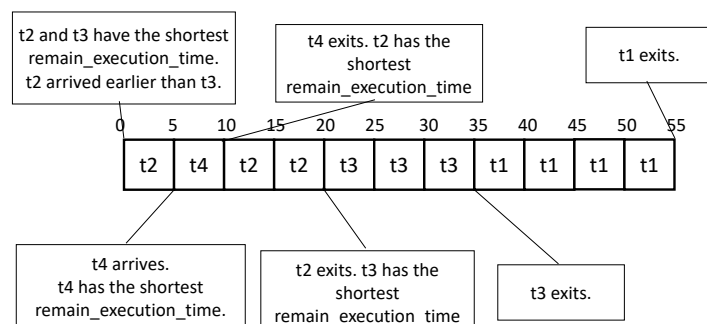 t2 and t3 have the shortest
remain_execution_time.
t2 arrived earlier than t3.
t4 exits. t2 has the
shortest
remain_execution_time
t1 exits.
0 5 10 15 20 25 30 35 40 45 50 55
t2 t4 t2 t2 t3 t3 t3 t1 t1 t1 t1
t4 arrives.
t4 has the shortest
remain_execution_time.
t2 exits. t3 has the
shortest
remain_execution_time
t3 exits.